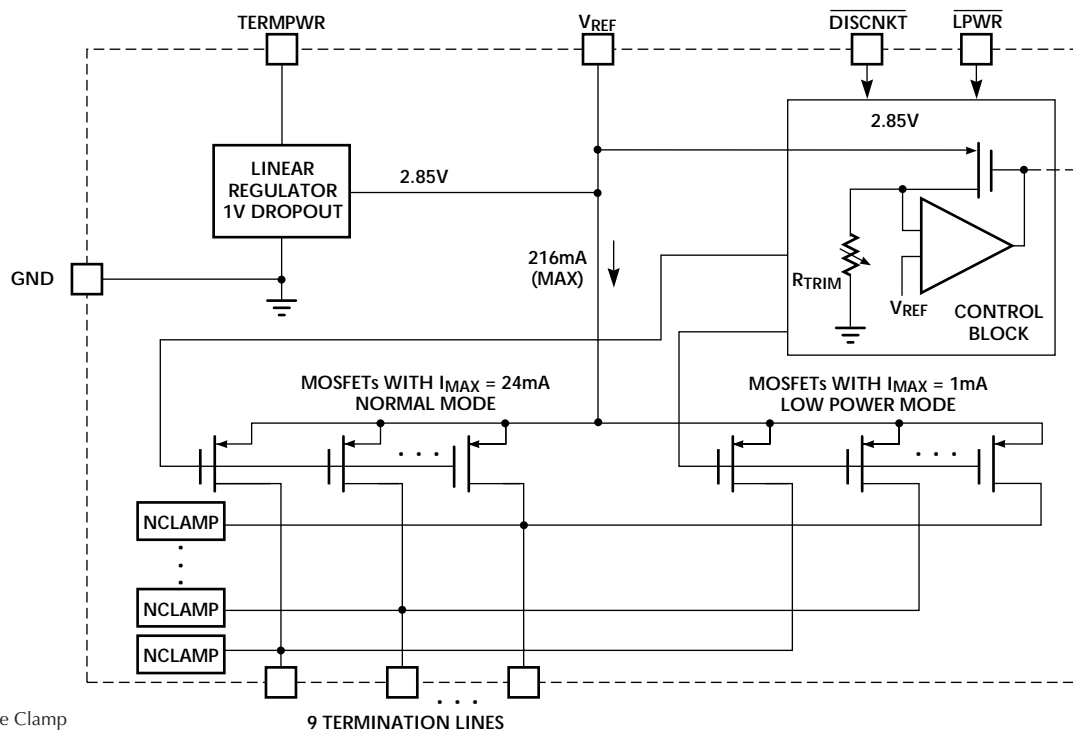 TERMPWR
VREF
DISCNKT
LPWR
LINEAR
REGULATOR
1V DROPOUT
2.85V
2.85V
216mA
(MAX)
GND
RTRIM
VREF
CONTROL
BLOCK
MOSFETs WITH IMAX = 24mA
NORMAL MODE
MOSFETs WITH IMAX = 1mA
LOW POWER MODE
• • •
• • •
NCLAMP
•
•
•
NCLAMP
NCLAMP
• • •
9 TERMINATION LINES
e Clamp